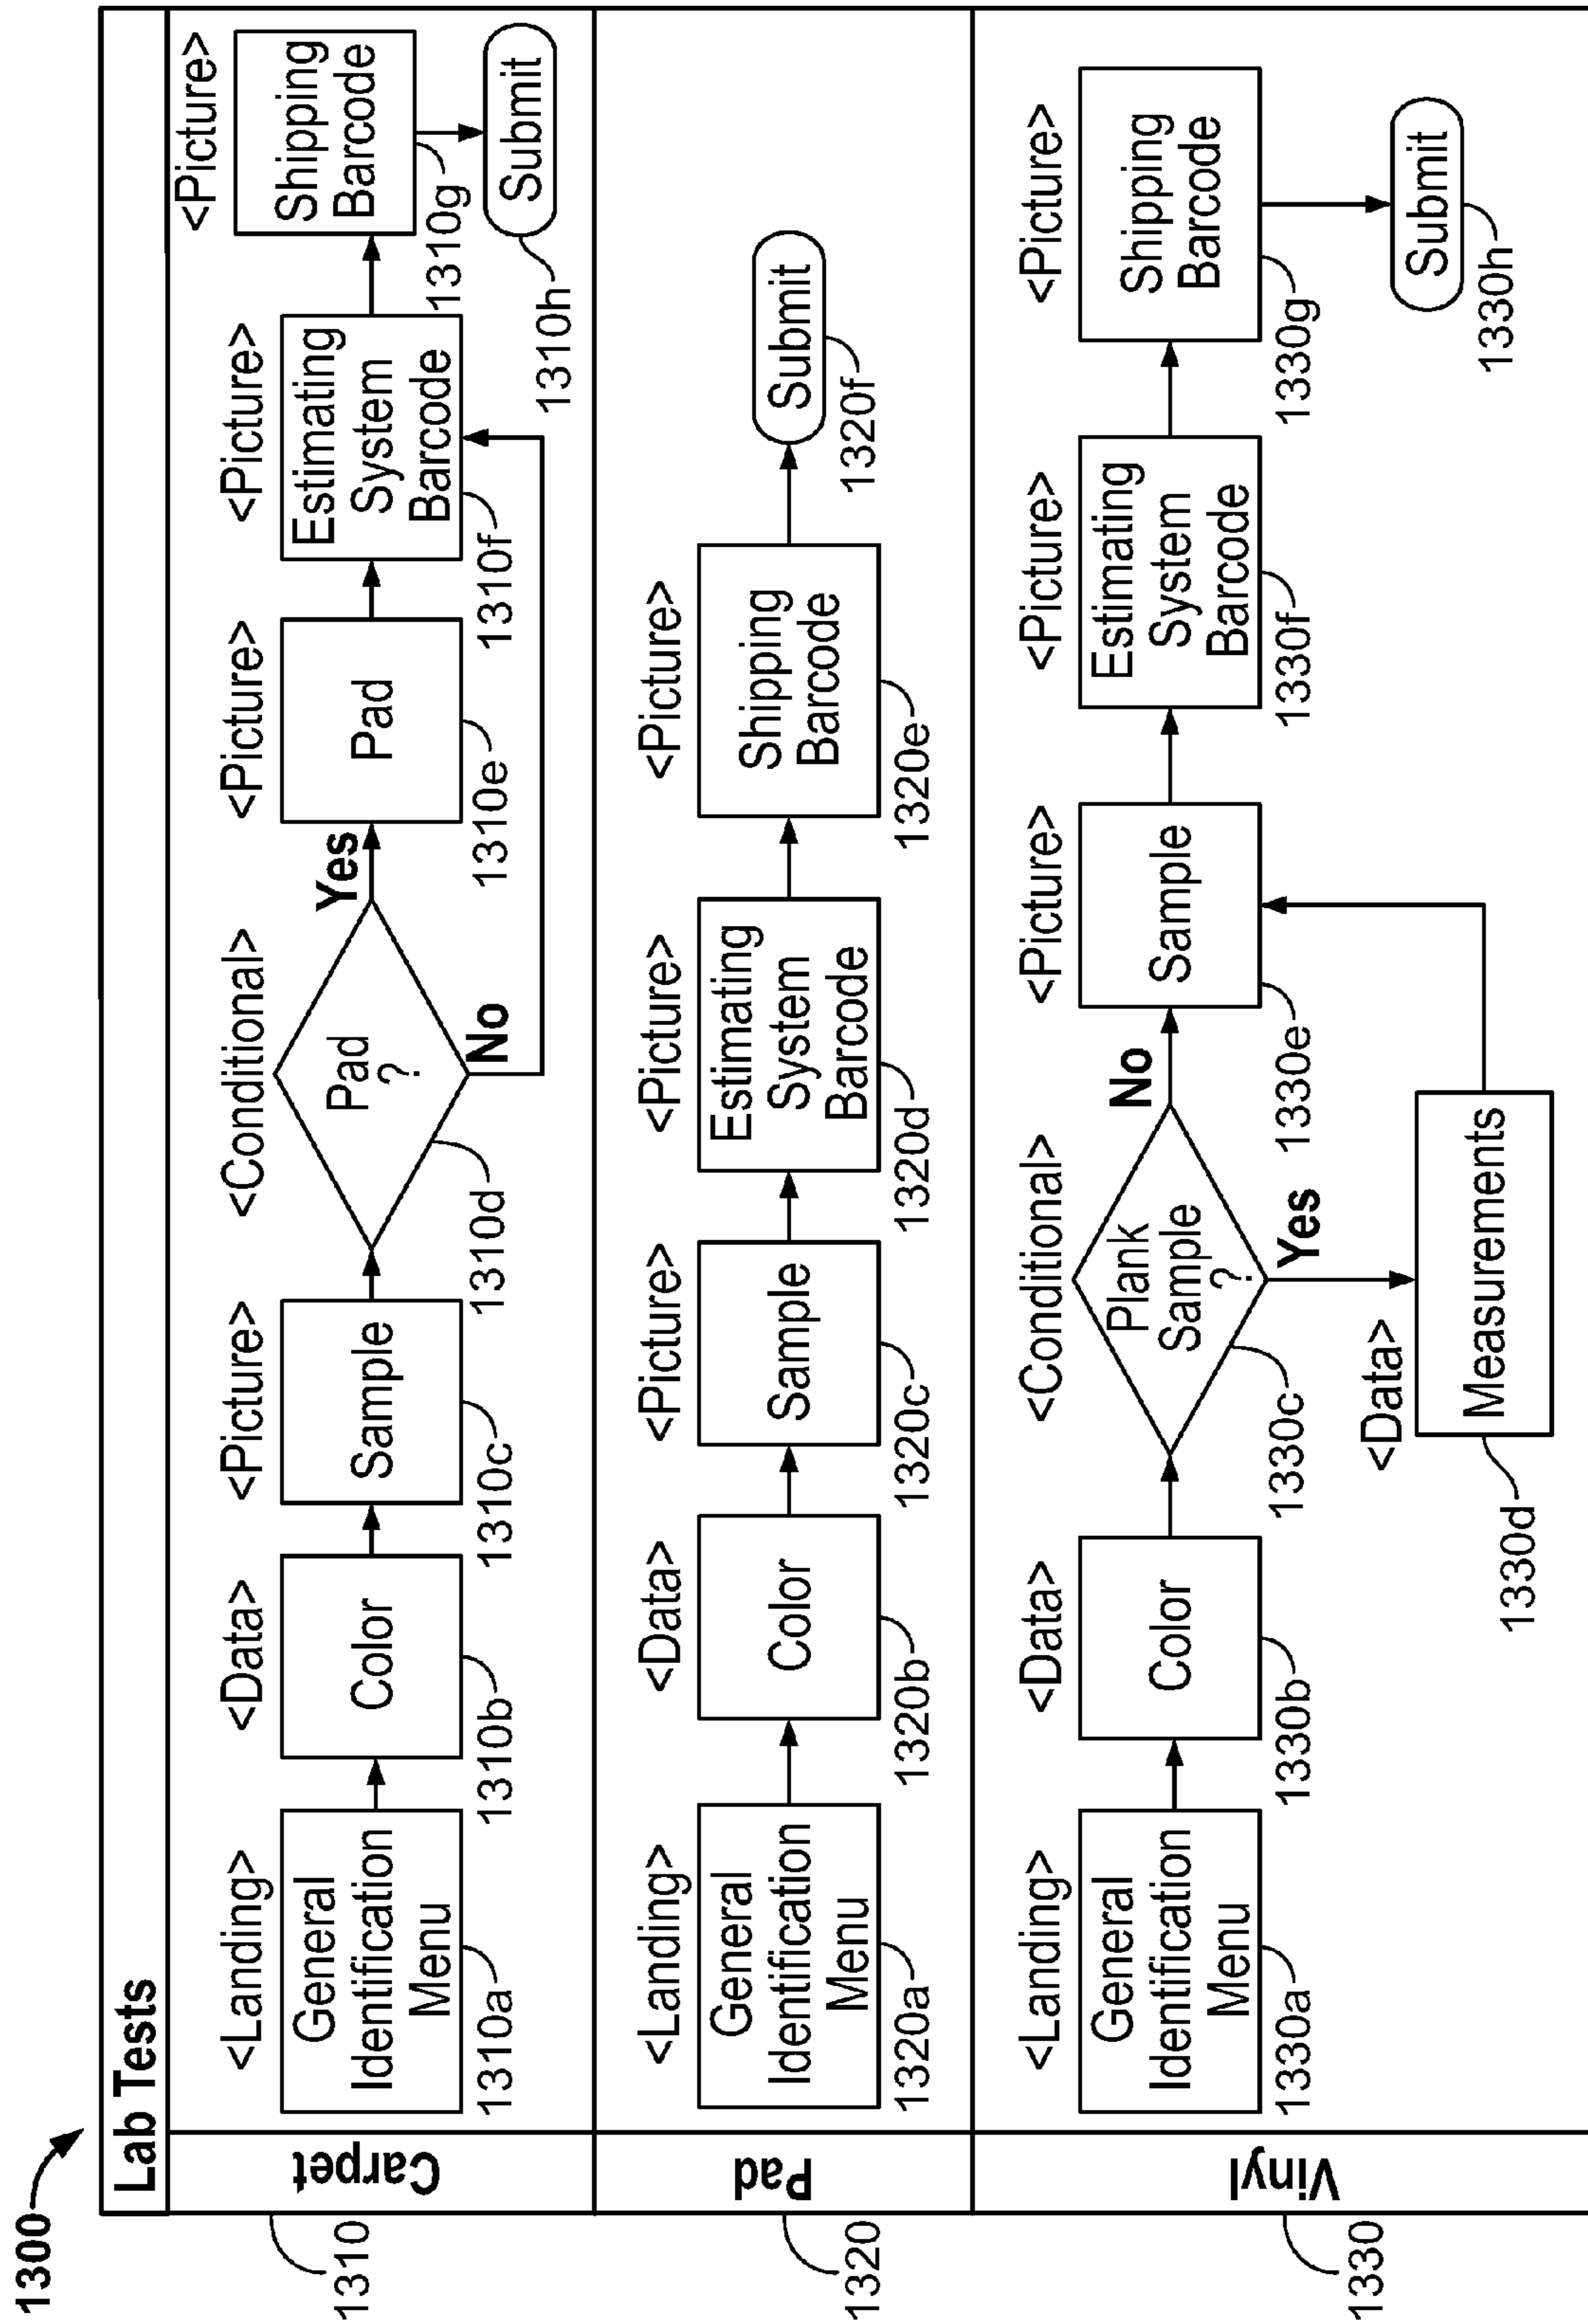 1300
Lab Tests
1310
Carpet
<Landing>
General
Identification
Menu
1310a
<Data>
Color
1310b
<Picture>
Sample
1310c
<Conditional>
Pad
?
1310d
Yes
No
<Picture>
Pad
1310e
<Picture>
Estimating
System
Barcode
1310f
<Picture>
Shipping
Barcode
1310g
Submit
1310h
1320
Pad
<Landing>
General
Identification
Menu
1320a
<Data>
Color
1320b
<Picture>
Sample
1320c
<Picture>
Estimating
System
Barcode
1320d
<Picture>
Shipping
Barcode
1320e
Submit
1320f
1330
Vinyl
<Landing>
General
Identification
Menu
1330a
<Data>
Color
1330b
<Conditional>
Plank
Sample
?
1330c
No
Yes
<Data>
Measurements
1330d
<Picture>
Sample
1330e
<Picture>
Estimating
System
Barcode
1330f
<Picture>
Shipping
Barcode
1330g
Submit
1330h